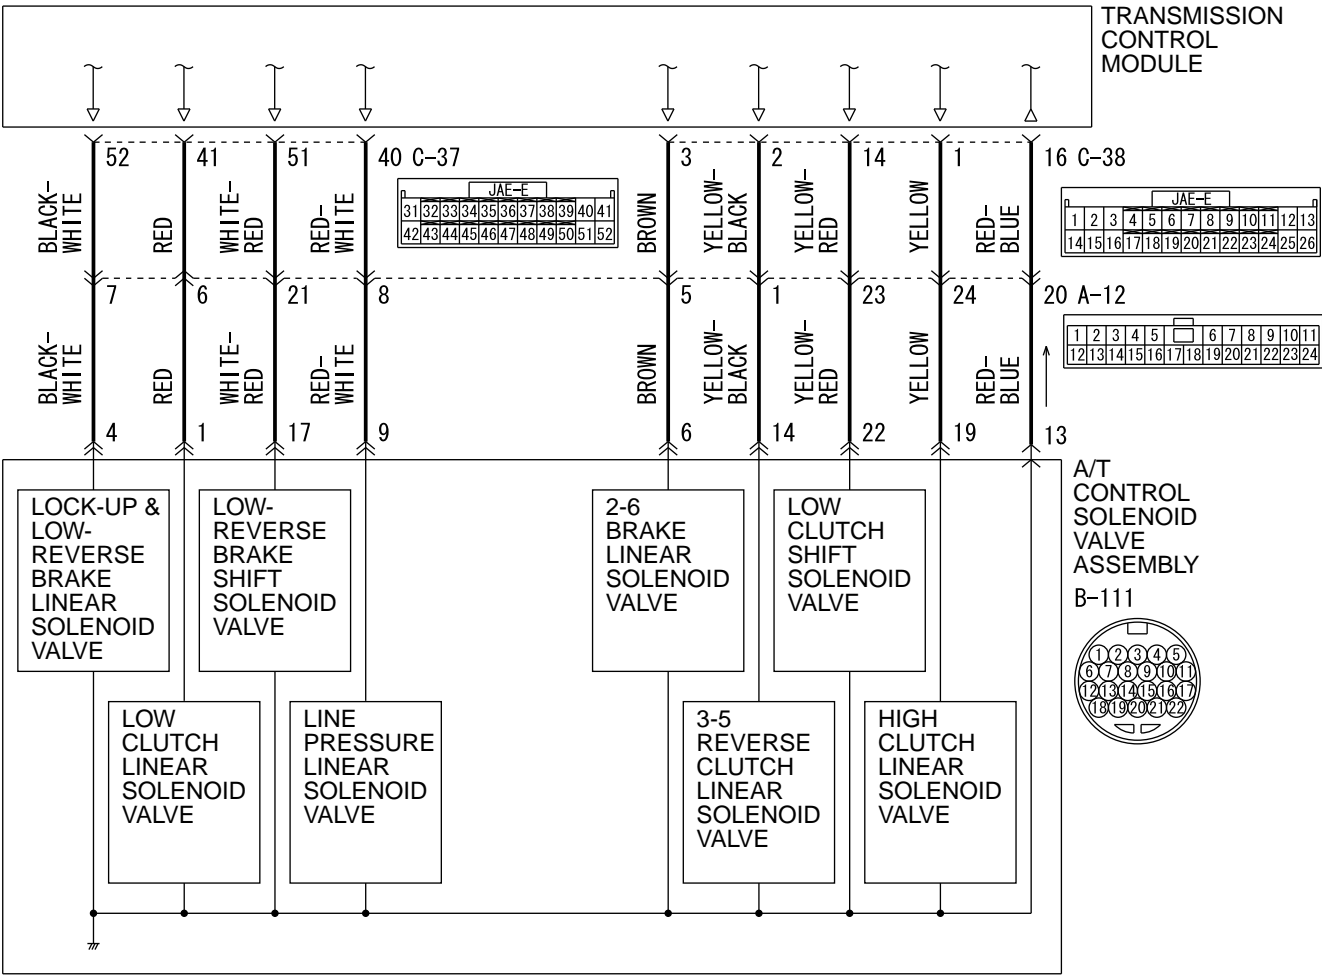 TRANSMISSION
CONTROL
MODULE
52 41 51 40 C-37 3 2 14 1 16 C-38
BLACK-
WHITE
RED
WHITE-
RED
RED-
WHITE
BROWN
YELLOW-
BLACK
YELLOW-
RED
YELLOW
RED-
BLUE
JAE-E
31 32 33 34 35 36 37 38 39 40 41
42 43 44 45 46 47 48 49 50 51 52
JAE-E
1 2 3 4 5 6 7 8 9 10 11 12 13
14 15 16 17 18 19 20 21 22 23 24 25 26
7 6 21 8 5 1 23 24 20 A-12
BLACK-
WHITE
RED
WHITE-
RED
RED-
WHITE
BROWN
YELLOW-
BLACK
YELLOW-
RED
YELLOW
RED-
BLUE
1 2 3 4 5 6 7 8 9 10 11
12 13 14 15 16 17 18 19 20 21 22 23 24
4 1 17 9 6 14 22 19 13
A/T
CONTROL
SOLENOID
VALVE
ASSEMBLY
B-111
1 2 3 4 5
6 7 8 9 10 11
12 13 14 15 16 17
18 19 20 21 22
LOCK-UP &
LOW-
REVERSE
BRAKE
LINEAR
SOLENOID
VALVE
LOW-
REVERSE
BRAKE
SHIFT
SOLENOID
VALVE
2-6
BRAKE
LINEAR
SOLENOID
VALVE
LOW
CLUTCH
SHIFT
SOLENOID
VALVE
LOW
CLUTCH
LINEAR
SOLENOID
VALVE
LINE
PRESSURE
LINEAR
SOLENOID
VALVE
3-5
REVERSE
CLUTCH
LINEAR
SOLENOID
VALVE
HIGH
CLUTCH
LINEAR
SOLENOID
VALVE